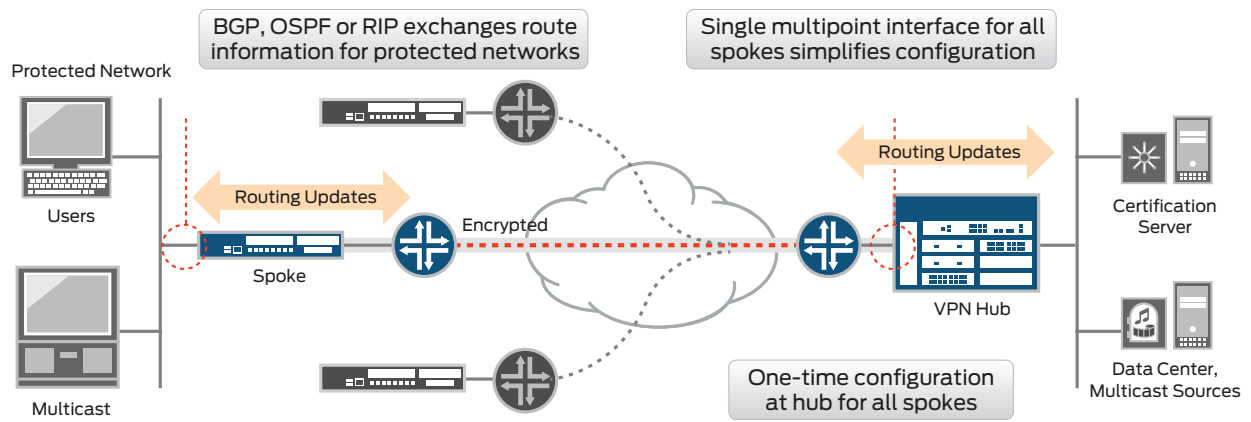 BGP, OSPF or RIP exchanges route
information for protected networks
Single multipoint interface for all
spokes simplifies configuration
Protected Network
Users
Multicast
Routing Updates
Spoke
Encrypted
Routing Updates
VPN Hub
Certification
Server
Data Center,
Multicast Sources
One-time configuration
at hub for all spokes